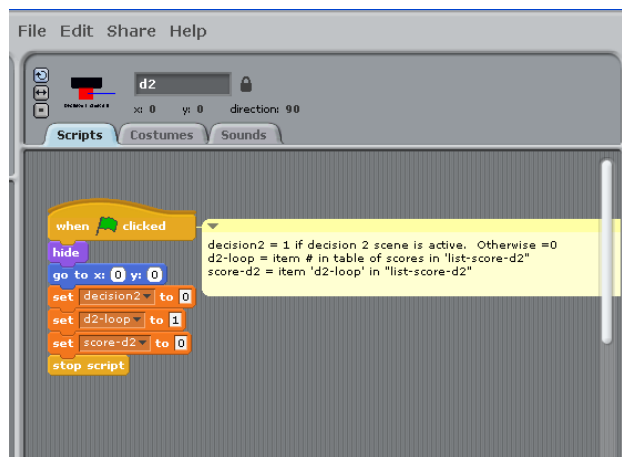 File Edit Share Help
d2
x: 0 y: 0 direction: 90
Scripts Costumes Sounds
when clicked
decision2 = 1 if decision 2 scene is active. Otherwise =0
hide
d2-loop = item # in table of scores in 'list-score-d2"
go to x: 0 y: 0
score-d2 = item 'd2-loop' in "list-score-d2"
set decision2 to 0
set d2-loop to 1
set score-d2 to 0
stop script